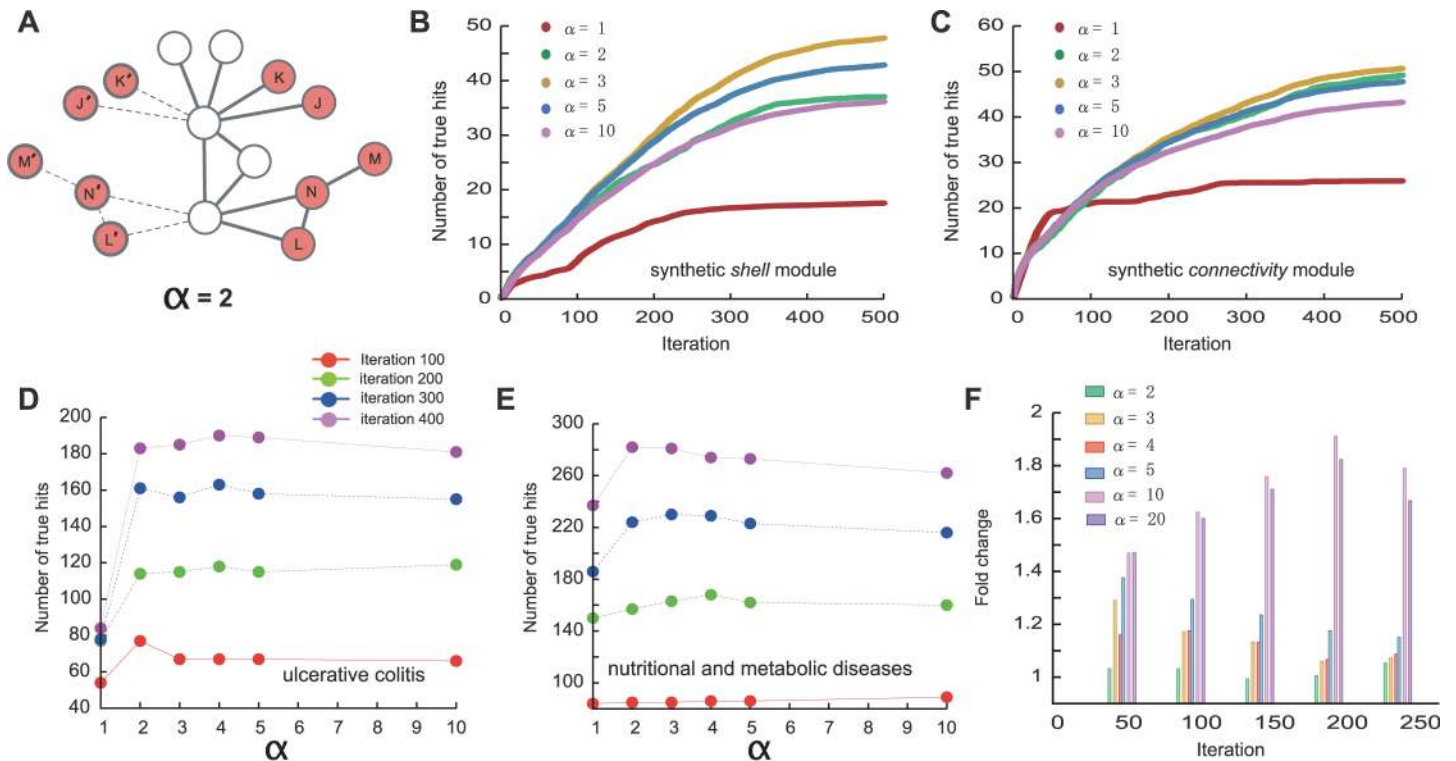 A
K′
J′
K
J
M′
M
N′
N
L′
L
α = 2
B
50
40
30
20
10
0
Number of true hits
α = 1
α = 2
α = 3
α = 5
α = 10
synthetic shell module
0 100 200 300 400 500
Iteration
C
60
50
40
30
20
10
0
Number of true hits
α = 1
α = 2
α = 3
α = 5
α = 10
synthetic connectivity module
0 100 200 300 400 500
Iteration
Iteration 100
iteration 200
iteration 300
iteration 400
D
200
180
160
140
120
100
80
60
40
Number of true hits
ulcerative colitis
1 2 3 4 5 6 7 8 9 10
α
E
300
260
220
180
140
100
Number of true hits
nutritional and metabolic diseases
1 2 3 4 5 6 7 8 9 10
α
F
α = 2
α = 3
α = 4
α = 5
α = 10
α = 20
2
1.8
1.6
1.4
1.2
1
Fold change
0 50 100 150 200 250
Iteration